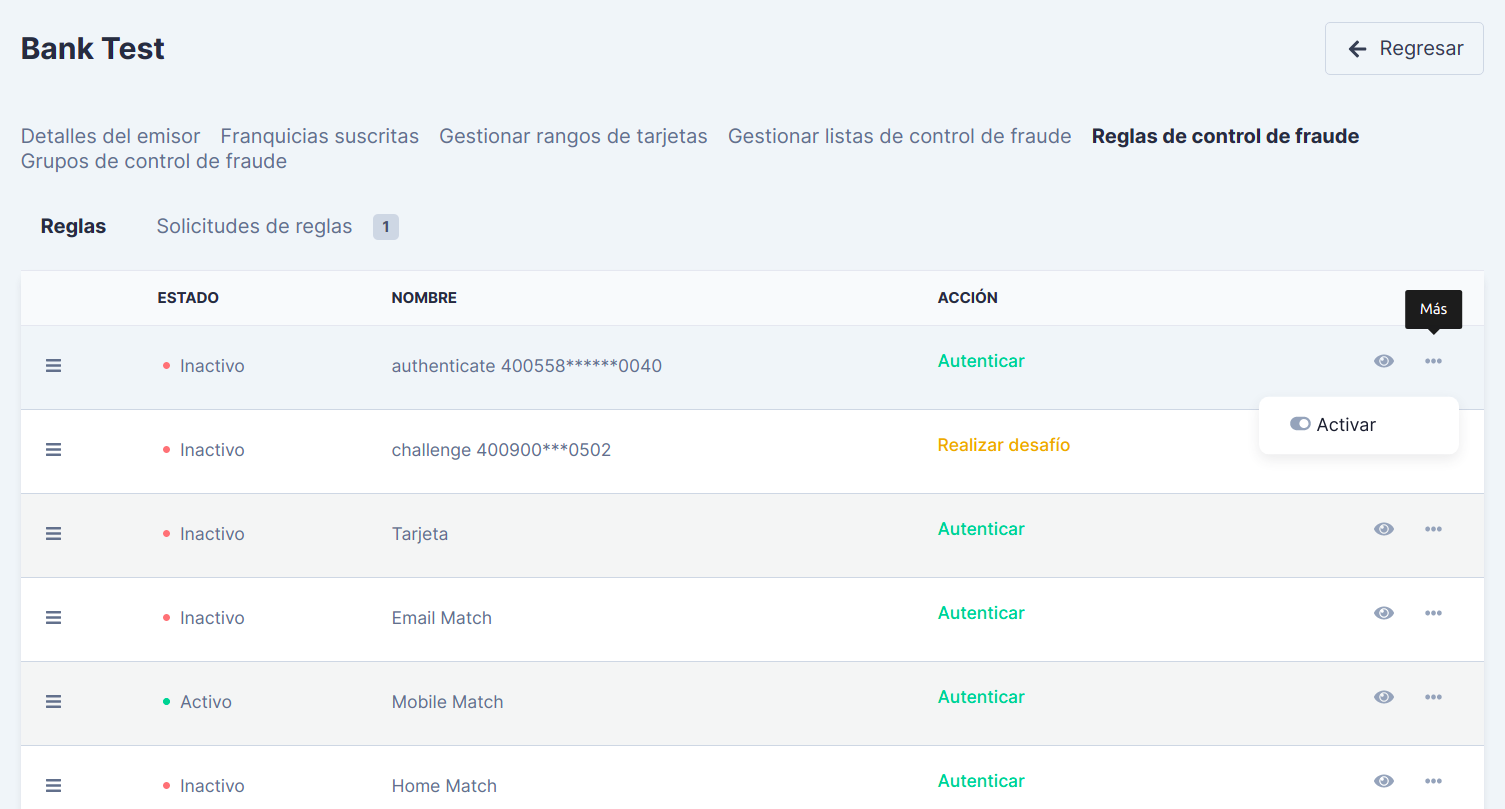 Bank Test
Regresar
Detalles del emisor Franquicias suscritas Gestionar rangos de tarjetas Gestionar listas de control de fraude Reglas de control de fraude
Grupos de control de fraude
Reglas Solicitudes de reglas 1
ESTADO NOMBRE ACCIÓN
Más
Inactivo authenticate 400558******0040 Autenticar
Activar
Inactivo challenge 400900***0502 Realizar desafío
Inactivo Tarjeta Autenticar
Inactivo Email Match Autenticar
Activo Mobile Match Autenticar
Inactivo Home Match Autenticar